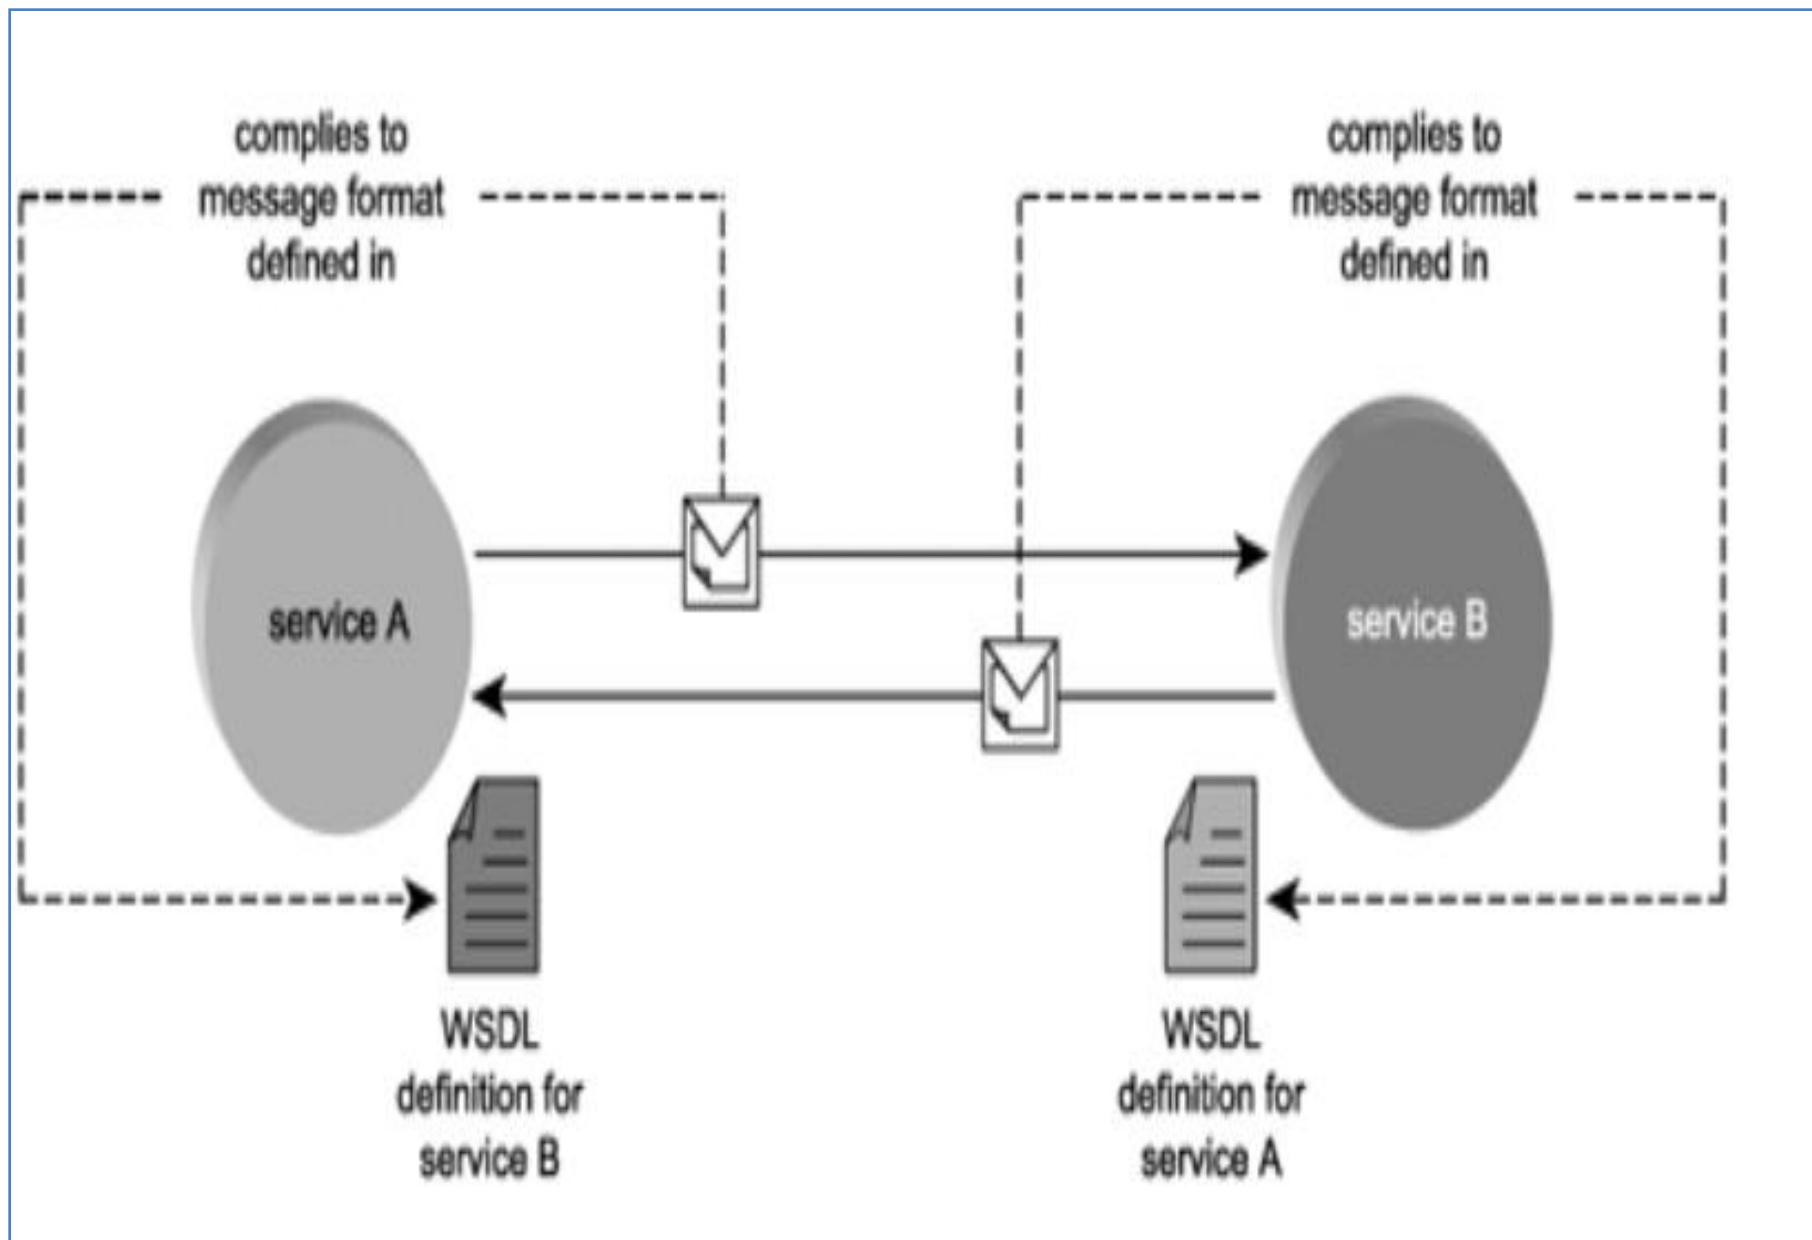 complies to
message format
defined in
complies to
message format
defined in
service A
service B
WSDL
definition for
service B
WSDL
definition for
service A